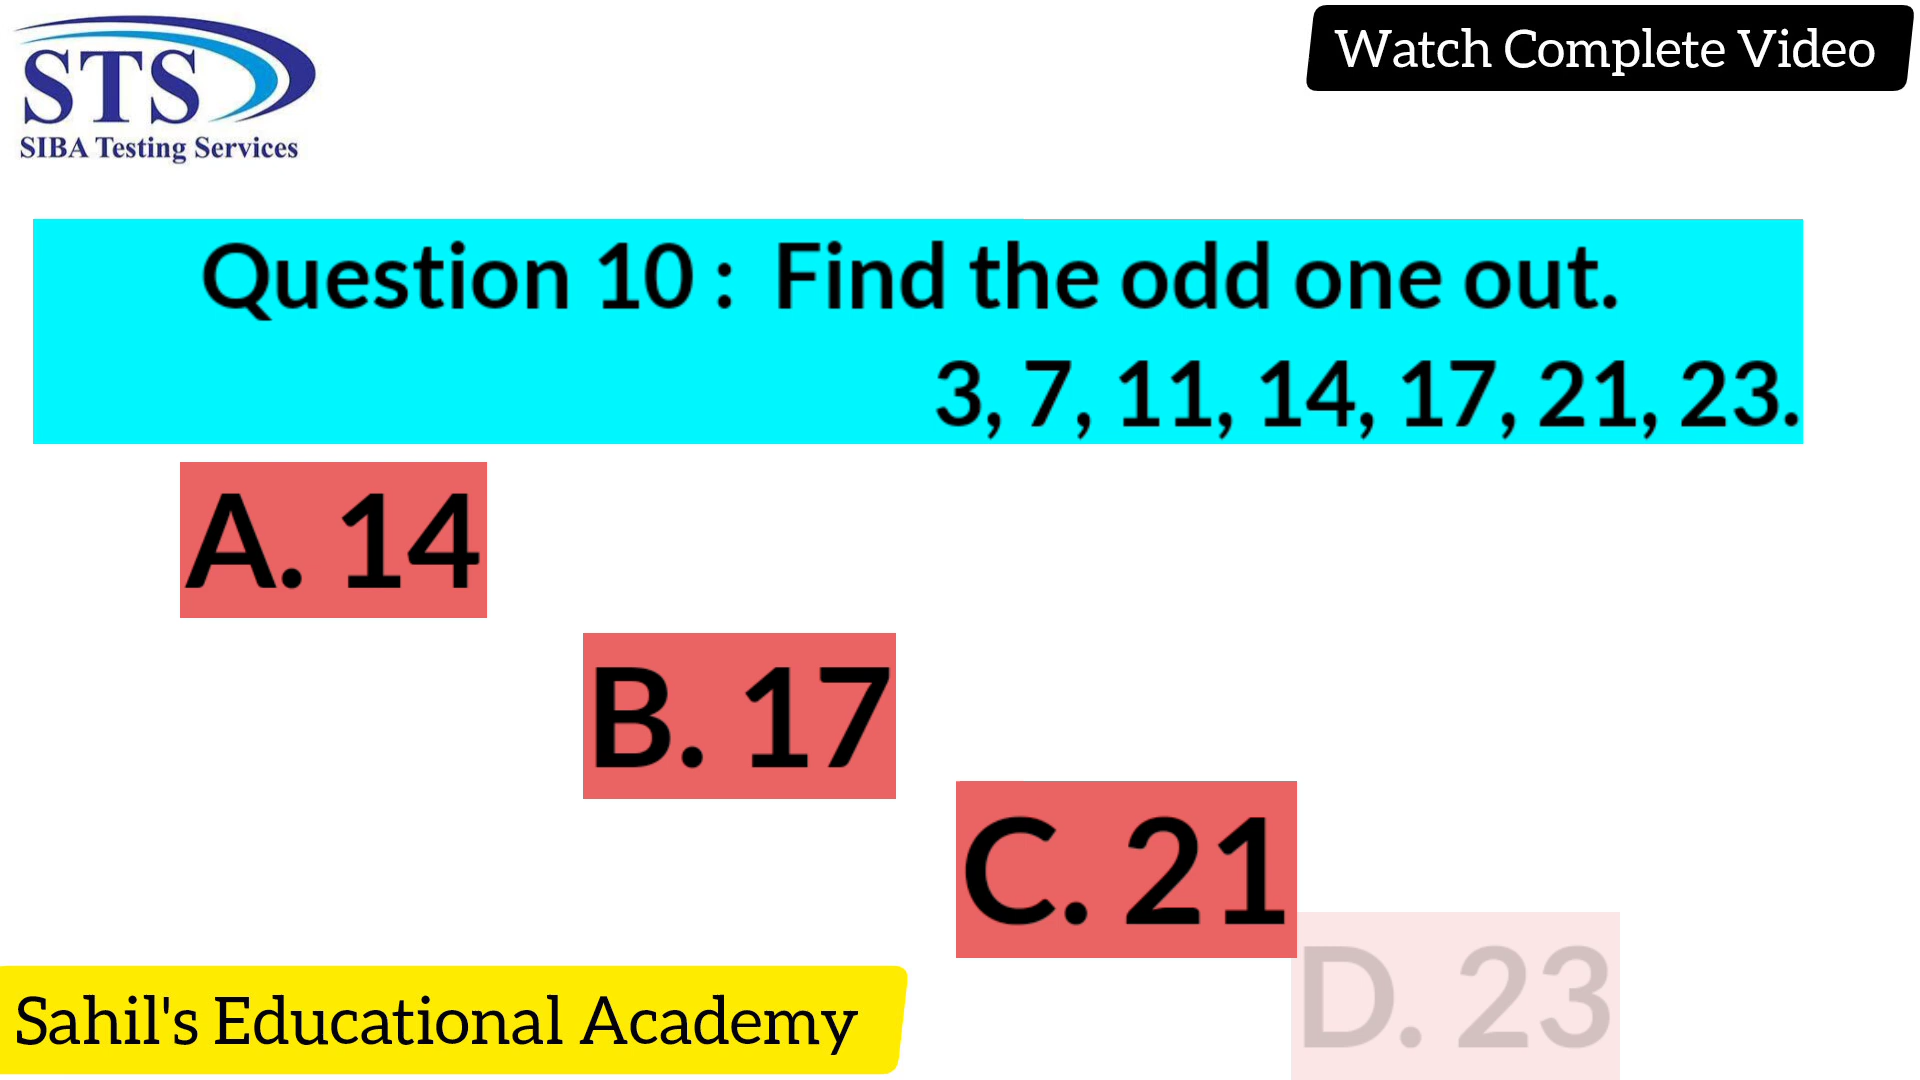 STS
SIBA Testing Services
Watch Complete Video
Question 10 : Find the odd one out.
3, 7, 11, 14, 17, 21, 23.
A. 14
B. 17
C. 21
D. 23
Sahil's Educational Academy